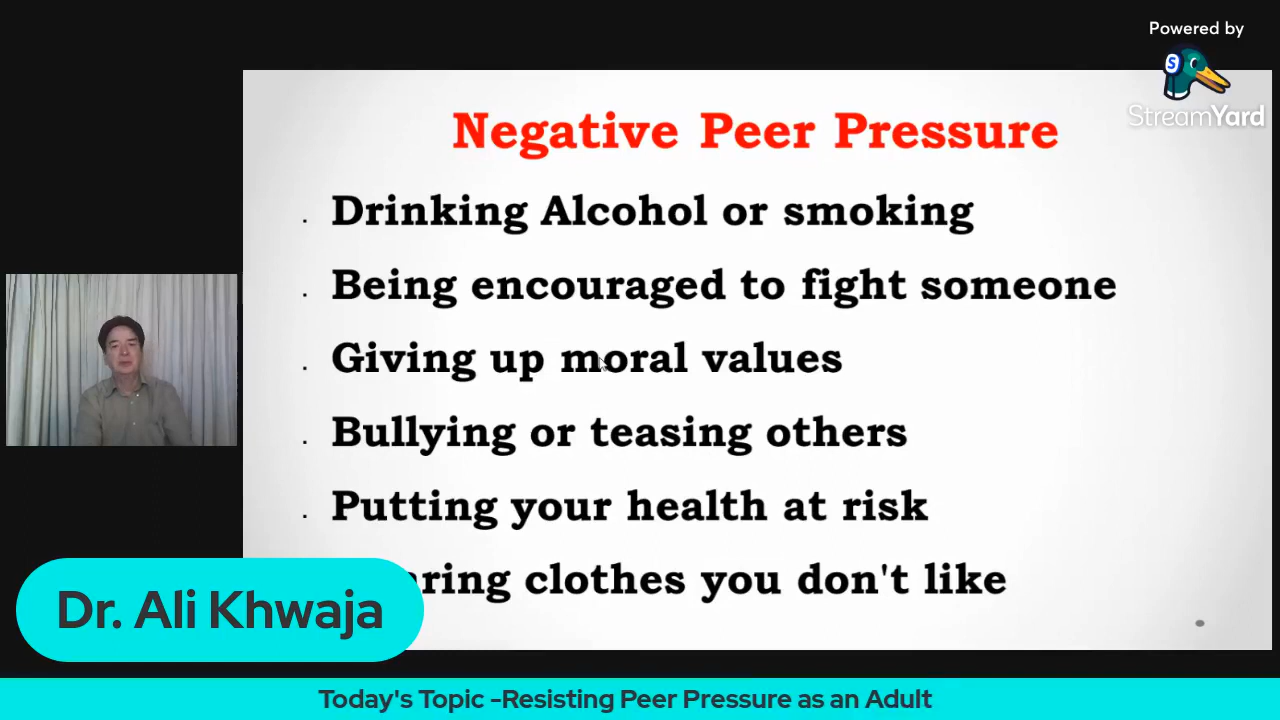 Powered by
S
StreamYard
Negative Peer Pressure
Drinking Alcohol or smoking
Being encouraged to fight someone
Giving up moral values
Bullying or teasing others
Putting your health at risk
clothes you don't like
Dr. Ali Khwaja
Today's Topic -Resisting Peer Pressure as an Adult